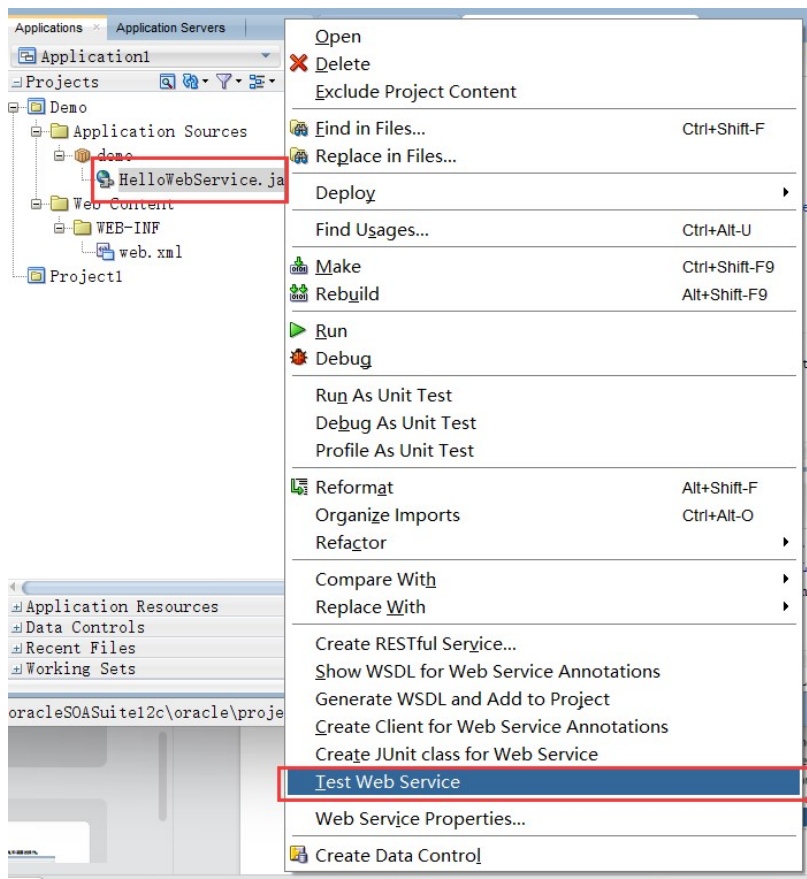 Applications
Application Servers
Application1
Projects
Demo
Application Sources
demo
HelloWebService.ja
Web Content
WEB-INF
web.xml
Project1
Application Resources
Data Controls
Recent Files
Working Sets
oracleSOASuite12c\oracle\proje
Open
Delete
Exclude Project Content
Find in Files... Ctrl+Shift-F
Replace in Files...
Deploy
Find Usages... Ctrl+Alt-U
Make Ctrl+Shift-F9
Rebuild Alt+Shift-F9
Run
Debug
Run As Unit Test
Debug As Unit Test
Profile As Unit Test
Reformat Alt+Shift-F
Organize Imports Ctrl+Alt-O
Refactor
Compare With
Replace With
Create RESTful Service...
Show WSDL for Web Service Annotations
Generate WSDL and Add to Project
Create Client for Web Service Annotations
Create JUnit class for Web Service
Test Web Service
Web Service Properties...
Create Data Control